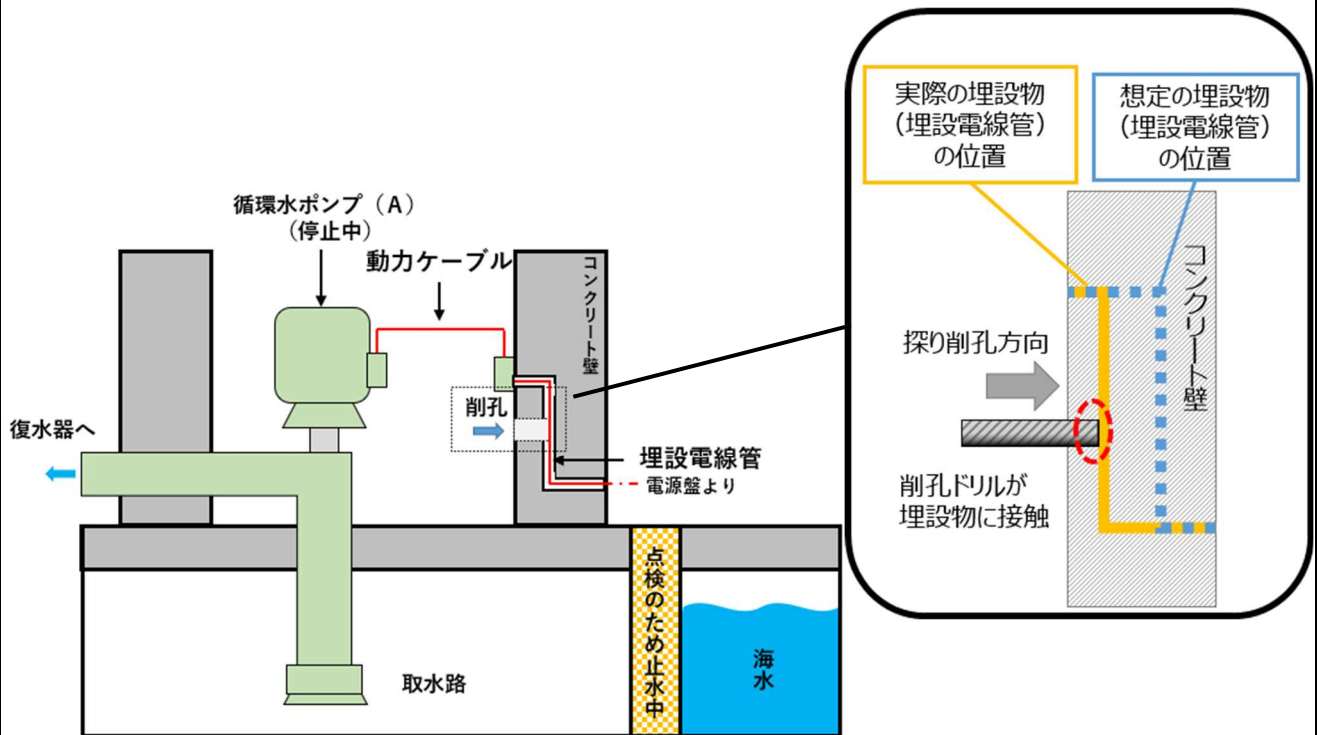 循環水ポンプ（A）
（停止中）
動力ケーブル
コンクリート壁
削孔
復水器へ
埋設電線管
電源盤より
点検のため止水中
取水路
海水
実際の埋設物
（埋設電線管）
の位置
想定の埋設物
（埋設電線管）
の位置
コンクリート壁
探り削孔方向
削孔ドリルが
埋設物に接触